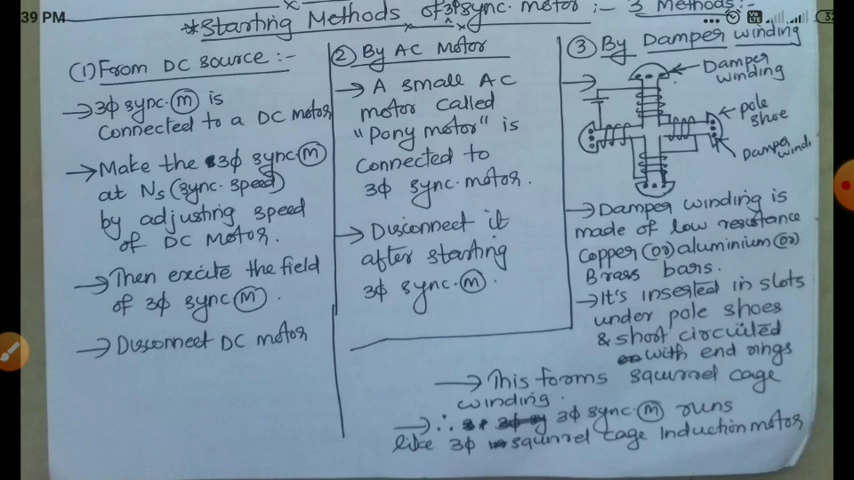 39 PM
*Starting Methods of 3ϕ sync. motor :- 3 Methods:-
(1) From DC source :-
→ 3ϕ sync. (M) is
connected to a DC motor
→ Make the 3ϕ sync. (M)
at Ns (sync. speed)
by adjusting speed
of DC Motor.
→ Then excite the field
of 3ϕ sync (M).
→ Disconnect DC motor
(2) By AC Motor
→ A small AC
motor called
"Pony motor" is
connected to
3ϕ sync. motor.
→ Disconnect it
after starting
3ϕ sync. (M).
(3) By Damper winding
→ Damper
winding
pole
shoe
Damper windi
→ Damper winding is
made of low resistance
Copper (or) aluminium (or)
Brass bars.
→ It's inserted in slots
under pole shoes
& short circuited
with end rings
→ This forms squirrel cage
winding.
→ ∴ 3ϕ sync. (M) runs
like 3ϕ squirrel cage Induction motor